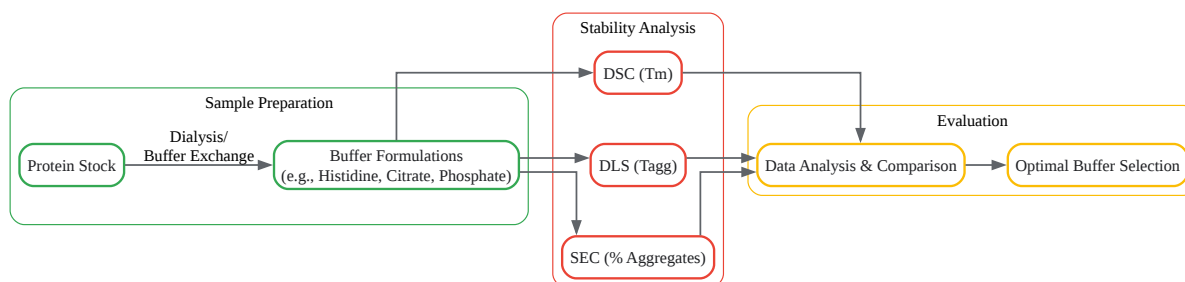 Stability Analysis
DSC (Tm)
Sample Preparation
Evaluation
Dialysis/
Buffer Exchange
Protein Stock
Buffer Formulations
(e.g., Histidine, Citrate, Phosphate)
DLS (Tagg)
Data Analysis & Comparison
Optimal Buffer Selection
SEC (% Aggregates)